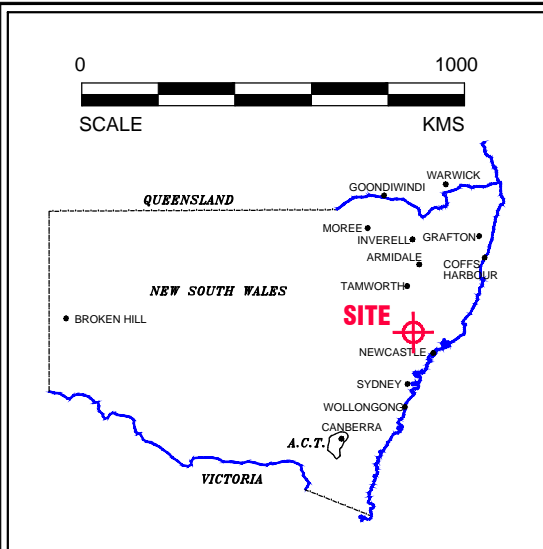 0 1000
SCALE KMS
WARWICK
GOONDIWINDI
QUEENSLAND
MOREE
INVERELL GRAFTON
ARMIDALE
COFFS
HARBOUR
TAMWORTH
NEW SOUTH WALES
SITE
BROKEN HILL
NEWCASTLE
SYDNEY
WOLLONGONG
CANBERRA
A.C.T.
VICTORIA